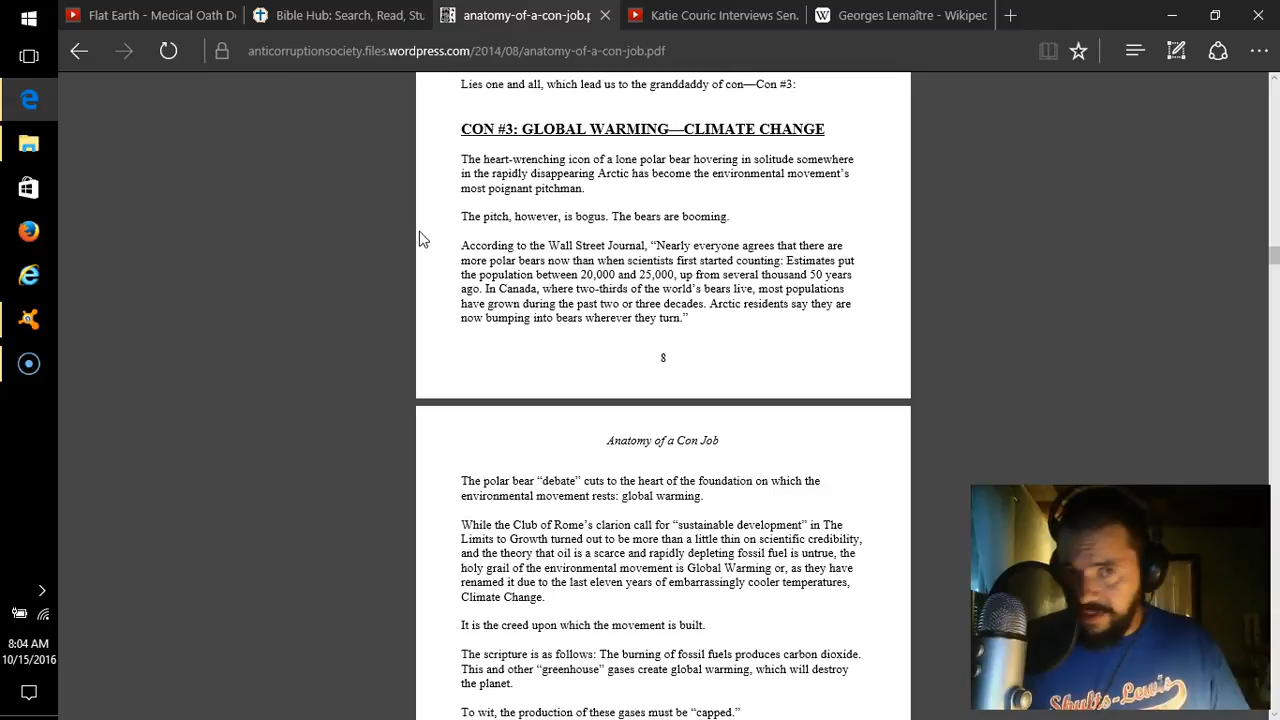 Flat Earth - Medical Oath D
Bible Hub: Search, Read, Stu
anatomy-of-a-con-job.p
Katie Couric Interviews Sen.
Georges Lemaître - Wikipec
anticorruptionsociety.files.wordpress.com/2014/08/anatomy-of-a-con-job.pdf
Lies one and all, which lead us to the granddaddy of con—Con #3:
CON #3: GLOBAL WARMING—CLIMATE CHANGE
The heart-wrenching icon of a lone polar bear hovering in solitude somewhere
in the rapidly disappearing Arctic has become the environmental movement's
most poignant pitchman.
The pitch, however, is bogus. The bears are booming.
According to the Wall Street Journal, “Nearly everyone agrees that there are
more polar bears now than when scientists first started counting: Estimates put
the population between 20,000 and 25,000, up from several thousand 50 years
ago. In Canada, where two-thirds of the world's bears live, most populations
have grown during the past two or three decades. Arctic residents say they are
now bumping into bears wherever they turn.”
8
Anatomy of a Con Job
The polar bear “debate” cuts to the heart of the foundation on which the
environmental movement rests: global warming.
While the Club of Rome's clarion call for “sustainable development” in The
Limits to Growth turned out to be more than a little thin on scientific credibility,
and the theory that oil is a scarce and rapidly depleting fossil fuel is untrue, the
holy grail of the environmental movement is Global Warming or, as they have
renamed it due to the last eleven years of embarrassingly cooler temperatures,
Climate Change.
It is the creed upon which the movement is built.
The scripture is as follows: The burning of fossil fuels produces carbon dioxide.
This and other “greenhouse” gases create global warming, which will destroy
the planet.
To wit, the production of these gases must be “capped.”
8:04 AM
10/15/2016
Shults-Lewis